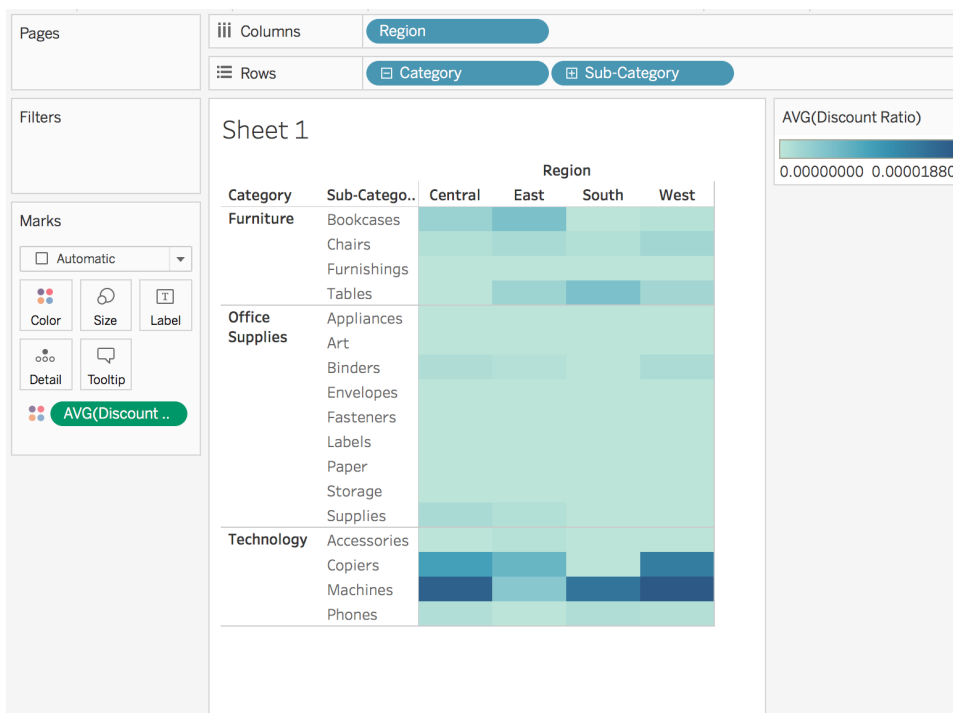 Pages
Columns Region
Rows Category Sub-Category
Filters
Marks
Automatic
Color Size Label
Detail Tooltip
AVG(Discount ..
Sheet 1
Region
Category Sub-Catego.. Central East South West
Furniture Bookcases
Chairs
Furnishings
Tables
Office Supplies Appliances
Art
Binders
Envelopes
Fasteners
Labels
Paper
Storage
Supplies
Technology Accessories
Copiers
Machines
Phones
AVG(Discount Ratio)
0.00000000 0.00001880